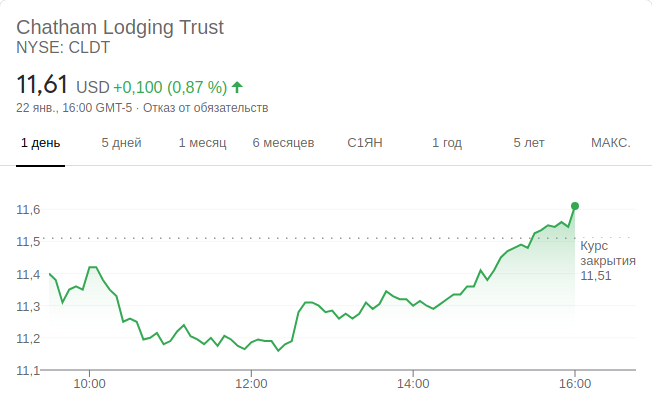 Chatham Lodging Trust
NYSE: CLDT
11,61 USD +0,100 (0,87 %)
22 янв., 16:00 GMT-5 · Отказ от обязательств
1 день 5 дней 1 месяц 6 месяцев С1ЯН 1 год 5 лет МАКС.
11,6
11,5
Курс
закрытия
11,51
11,4
11,3
11,2
11,1
10:00 12:00 14:00 16:00